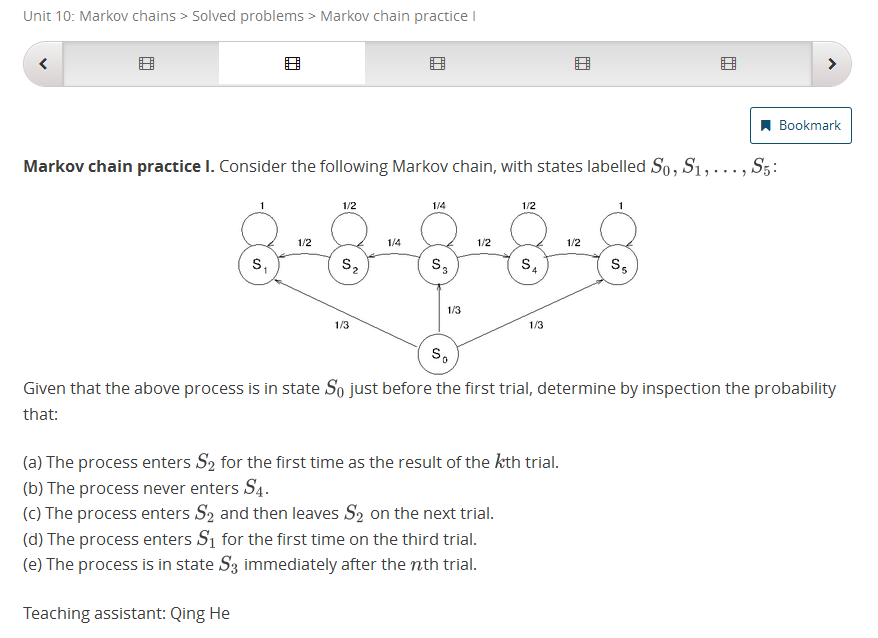 Unit 10: Markov chains > Solved problems > Markov chain practice I
Bookmark
Markov chain practice I. Consider the following Markov chain, with states labelled S₀, S₁, . . . , S₅:
1 1/2 1/4 1/2 1
1/2 1/4 1/2 1/2
S₁ S₂ S₃ S₄ S₅
1/3
1/3 1/3
S₀
Given that the above process is in state S₀ just before the first trial, determine by inspection the probability
that:
(a) The process enters S₂ for the first time as the result of the kth trial.
(b) The process never enters S₄.
(c) The process enters S₂ and then leaves S₂ on the next trial.
(d) The process enters S₁ for the first time on the third trial.
(e) The process is in state S₃ immediately after the nth trial.
Teaching assistant: Qing He